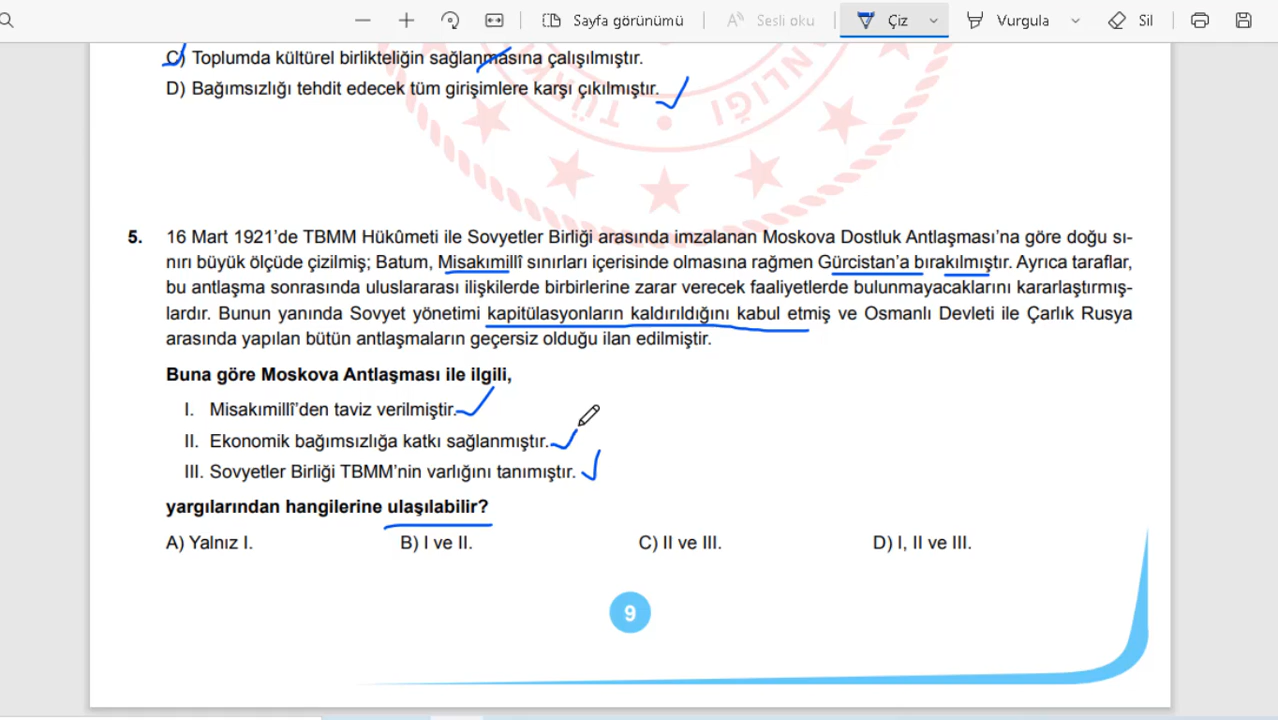 Sayfa görünümü
Sesli oku
Çiz
Vurgula
Sil
C) Toplumda kültürel birlikteliğin sağlanmasına çalışılmıştır.
D) Bağımsızlığı tehdit edecek tüm girişimlere karşı çıkılmıştır.
TÜRK
ANLIĞI
5. 16 Mart 1921’de TBMM Hükûmeti ile Sovyetler Birliği arasında imzalanan Moskova Dostluk Antlaşması’na göre doğu sı-
nırı büyük ölçüde çizilmiş; Batum, Misakımillî sınırları içerisinde olmasına rağmen Gürcistan’a bırakılmıştır. Ayrıca taraflar,
bu antlaşma sonrasında uluslararası ilişkilerde birbirlerine zarar verecek faaliyetlerde bulunmayacaklarını kararlaştırmış-
lardır. Bunun yanında Sovyet yönetimi kapitülasyonların kaldırıldığını kabul etmiş ve Osmanlı Devleti ile Çarlık Rusya
arasında yapılan bütün antlaşmaların geçersiz olduğu ilan edilmiştir.
Buna göre Moskova Antlaşması ile ilgili,
I. Misakımillî’den taviz verilmiştir.
II. Ekonomik bağımsızlığa katkı sağlanmıştır.
III. Sovyetler Birliği TBMM’nin varlığını tanımıştır.
yargılarından hangilerine ulaşılabilir?
A) Yalnız I. B) I ve II. C) II ve III. D) I, II ve III.
9